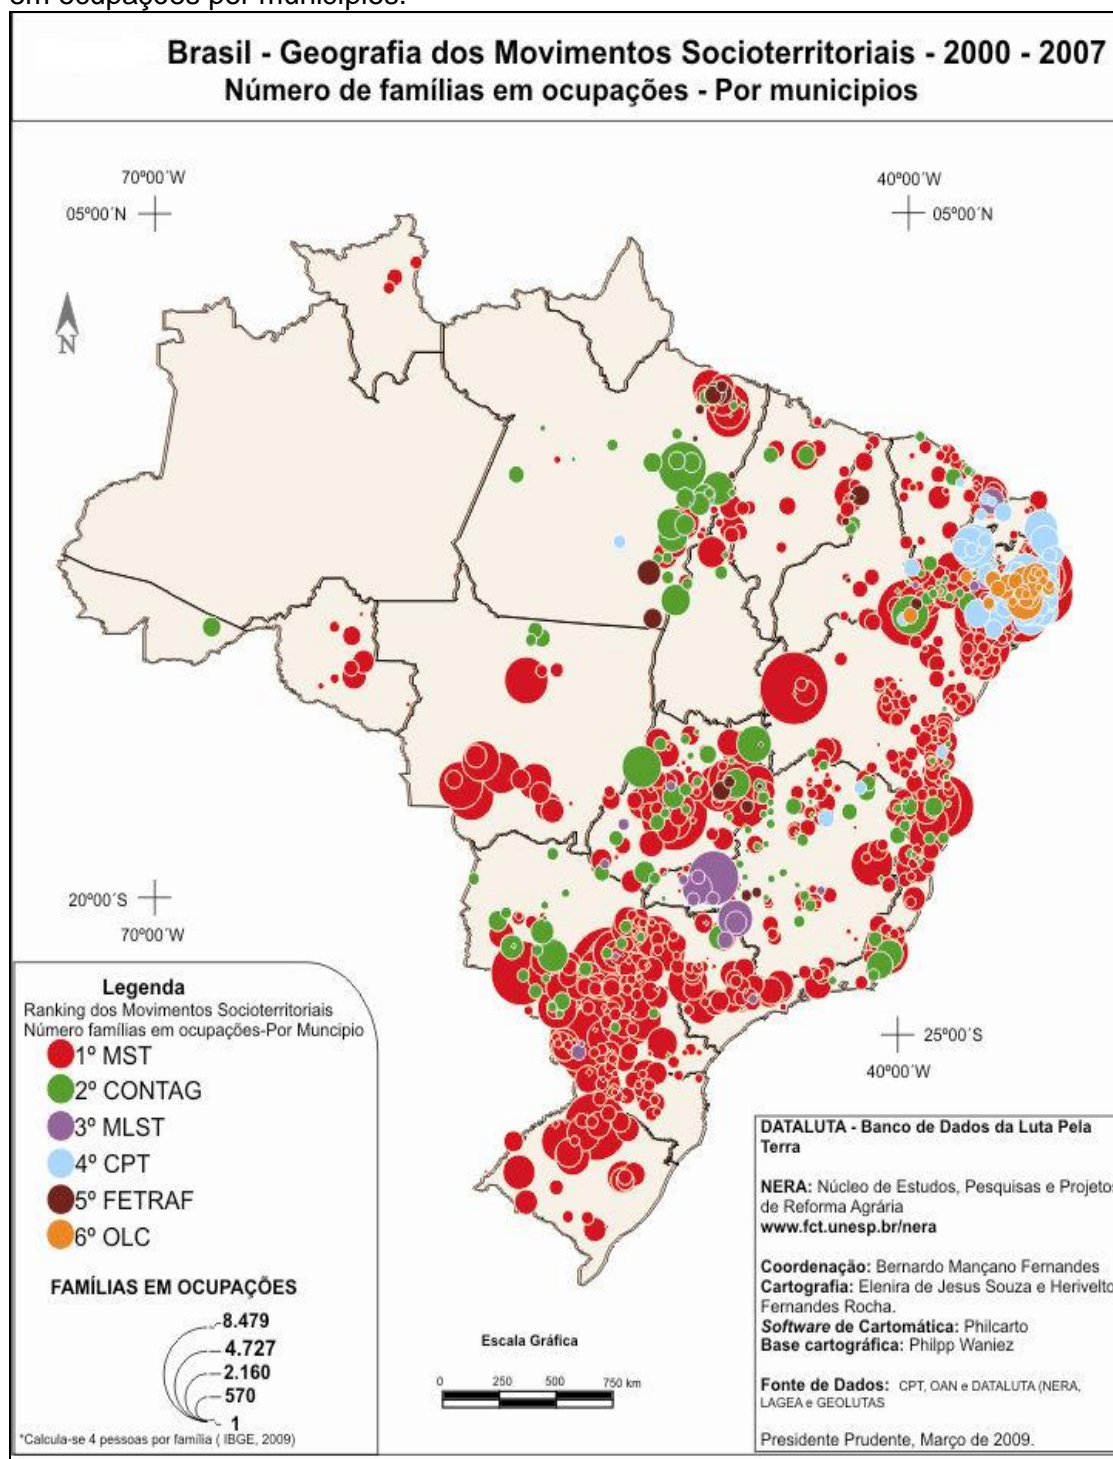 em ocupações por municípios.
Brasil - Geografia dos Movimentos Socioterritoriais - 2000 - 2007
Número de famílias em ocupações - Por municipios
70º00´W
05º00´N
40º00´W
05º00´N
N
20º00´S
70º00´W
25º00´S
40º00´W
Legenda
Ranking dos Movimentos Socioterritoriais
Número famílias em ocupações-Por Muncipio
1º MST
2º CONTAG
3º MLST
4º CPT
5º FETRAF
6º OLC
FAMÍLIAS EM OCUPAÇÕES
8.479
4.727
2.160
570
1
*Calcula-se 4 pessoas por família ( IBGE, 2009)
Escala Gráfica
0 250 500 750 km
DATALUTA - Banco de Dados da Luta Pela
Terra
NERA: Núcleo de Estudos, Pesquisas e Projetos
de Reforma Agrária
www.fct.unesp.br/nera
Coordenação: Bernardo Mançano Fernandes
Cartografia: Elenira de Jesus Souza e Herivelto
Fernandes Rocha.
Software de Cartomática: Philcarto
Base cartográfica: Philpp Waniez
Fonte de Dados: CPT, OAN e DATALUTA (NERA,
LAGEA e GEOLUTAS
Presidente Prudente, Março de 2009.